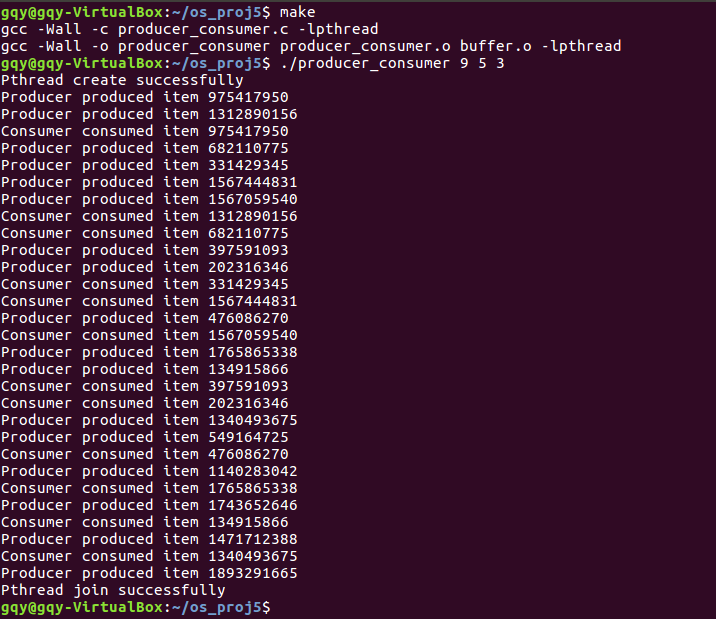 gqy@gqy-VirtualBox:~/os_proj5$ make
gcc -Wall -c producer_consumer.c -lpthread
gcc -Wall -o producer_consumer producer_consumer.o buffer.o -lpthread
gqy@gqy-VirtualBox:~/os_proj5$ ./producer_consumer 9 5 3
Pthread create successfully
Producer produced item 975417950
Producer produced item 1312890156
Consumer consumed item 975417950
Producer produced item 682110775
Producer produced item 331429345
Producer produced item 1567444831
Producer produced item 1567059540
Consumer consumed item 1312890156
Consumer consumed item 682110775
Producer produced item 397591093
Producer produced item 202316346
Consumer consumed item 331429345
Consumer consumed item 1567444831
Producer produced item 476086270
Consumer consumed item 1567059540
Producer produced item 1765865338
Producer produced item 134915866
Consumer consumed item 397591093
Consumer consumed item 202316346
Producer produced item 1340493675
Producer produced item 549164725
Consumer consumed item 476086270
Producer produced item 1140283042
Consumer consumed item 1765865338
Producer produced item 1743652646
Consumer consumed item 134915866
Producer produced item 1471712388
Consumer consumed item 1340493675
Producer produced item 1893291665
Pthread join successfully
gqy@gqy-VirtualBox:~/os_proj5$